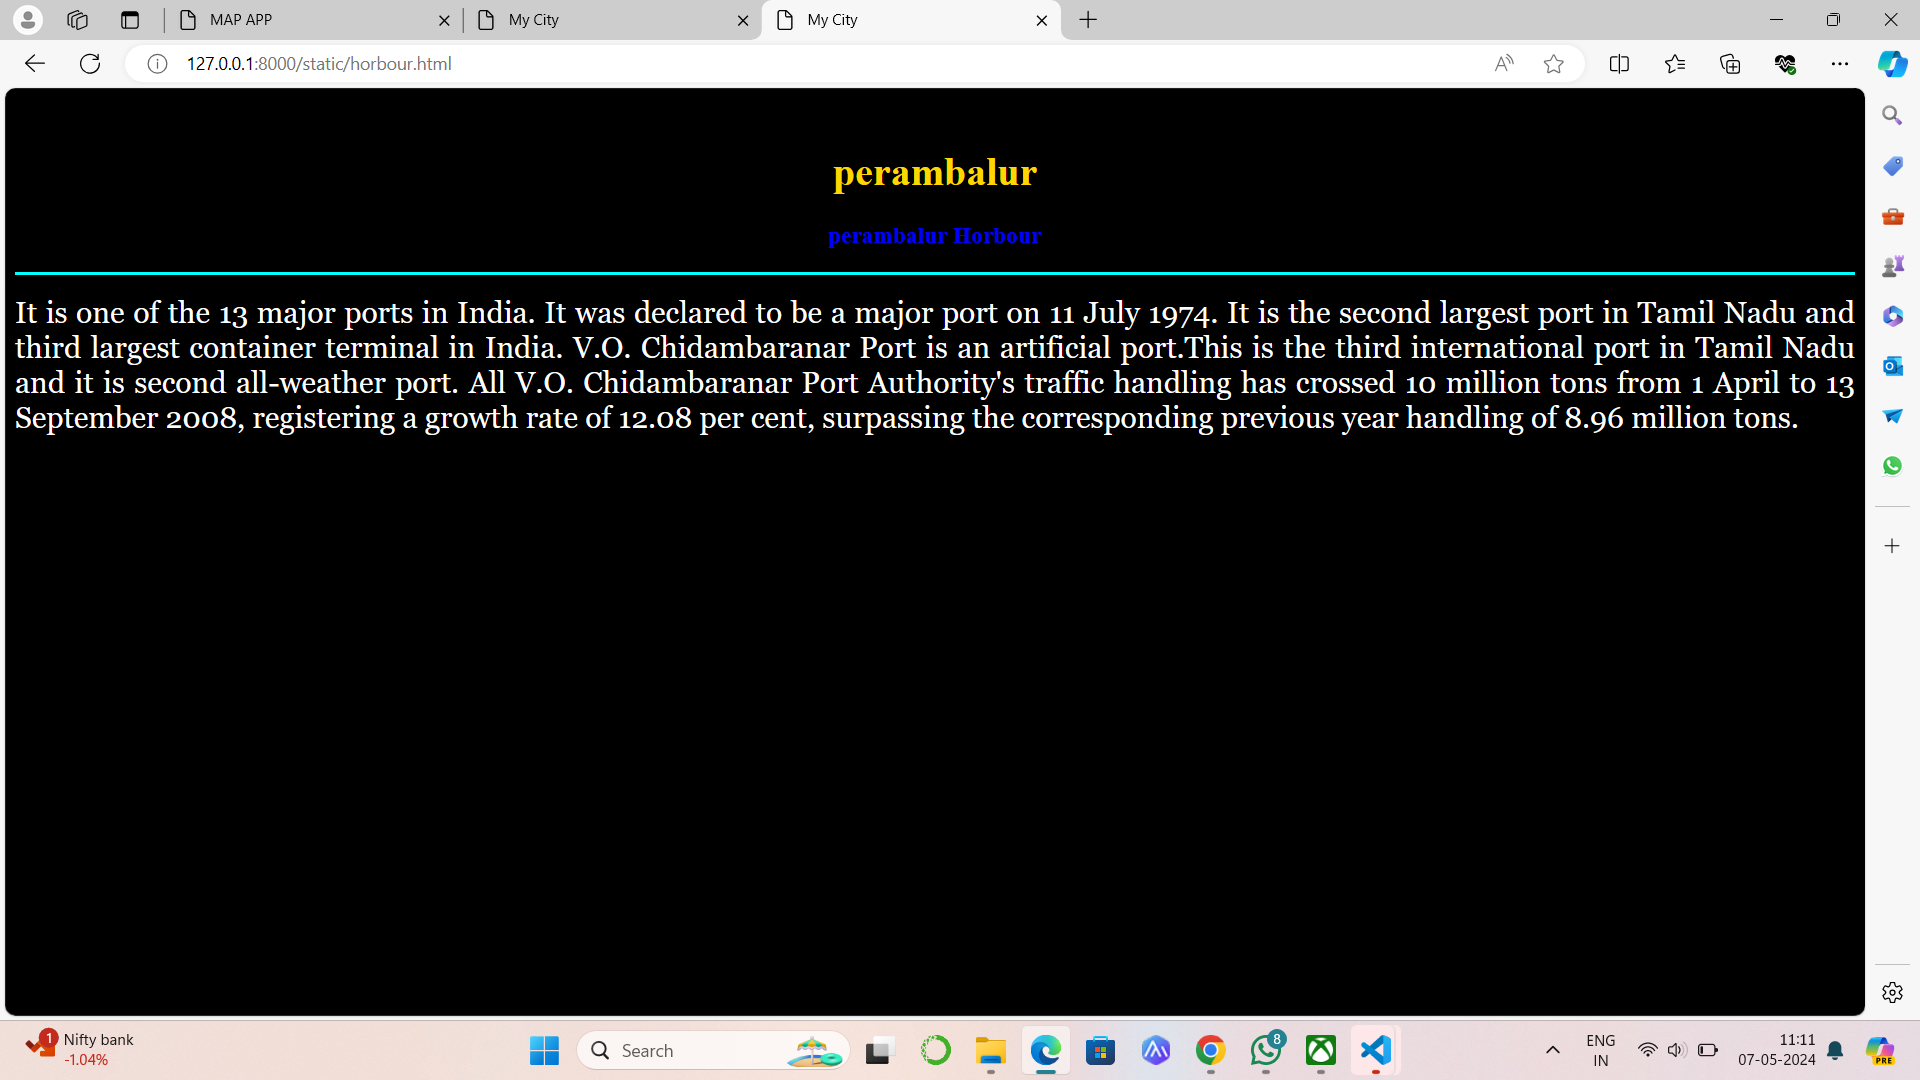 MAP APP
My City
My City
127.0.0.1:8000/static/horbour.html
perambalur
perambalur Horbour
It is one of the 13 major ports in India. It was declared to be a major port on 11 July 1974. It is the second largest port in Tamil Nadu and
third largest container terminal in India. V.O. Chidambaranar Port is an artificial port.This is the third international port in Tamil Nadu
and it is second all-weather port. All V.O. Chidambaranar Port Authority's traffic handling has crossed 10 million tons from 1 April to 13
September 2008, registering a growth rate of 12.08 per cent, surpassing the corresponding previous year handling of 8.96 million tons.
1
Nifty bank
-1.04%
Search
8
ENG
IN
11:11
07-05-2024
PRE